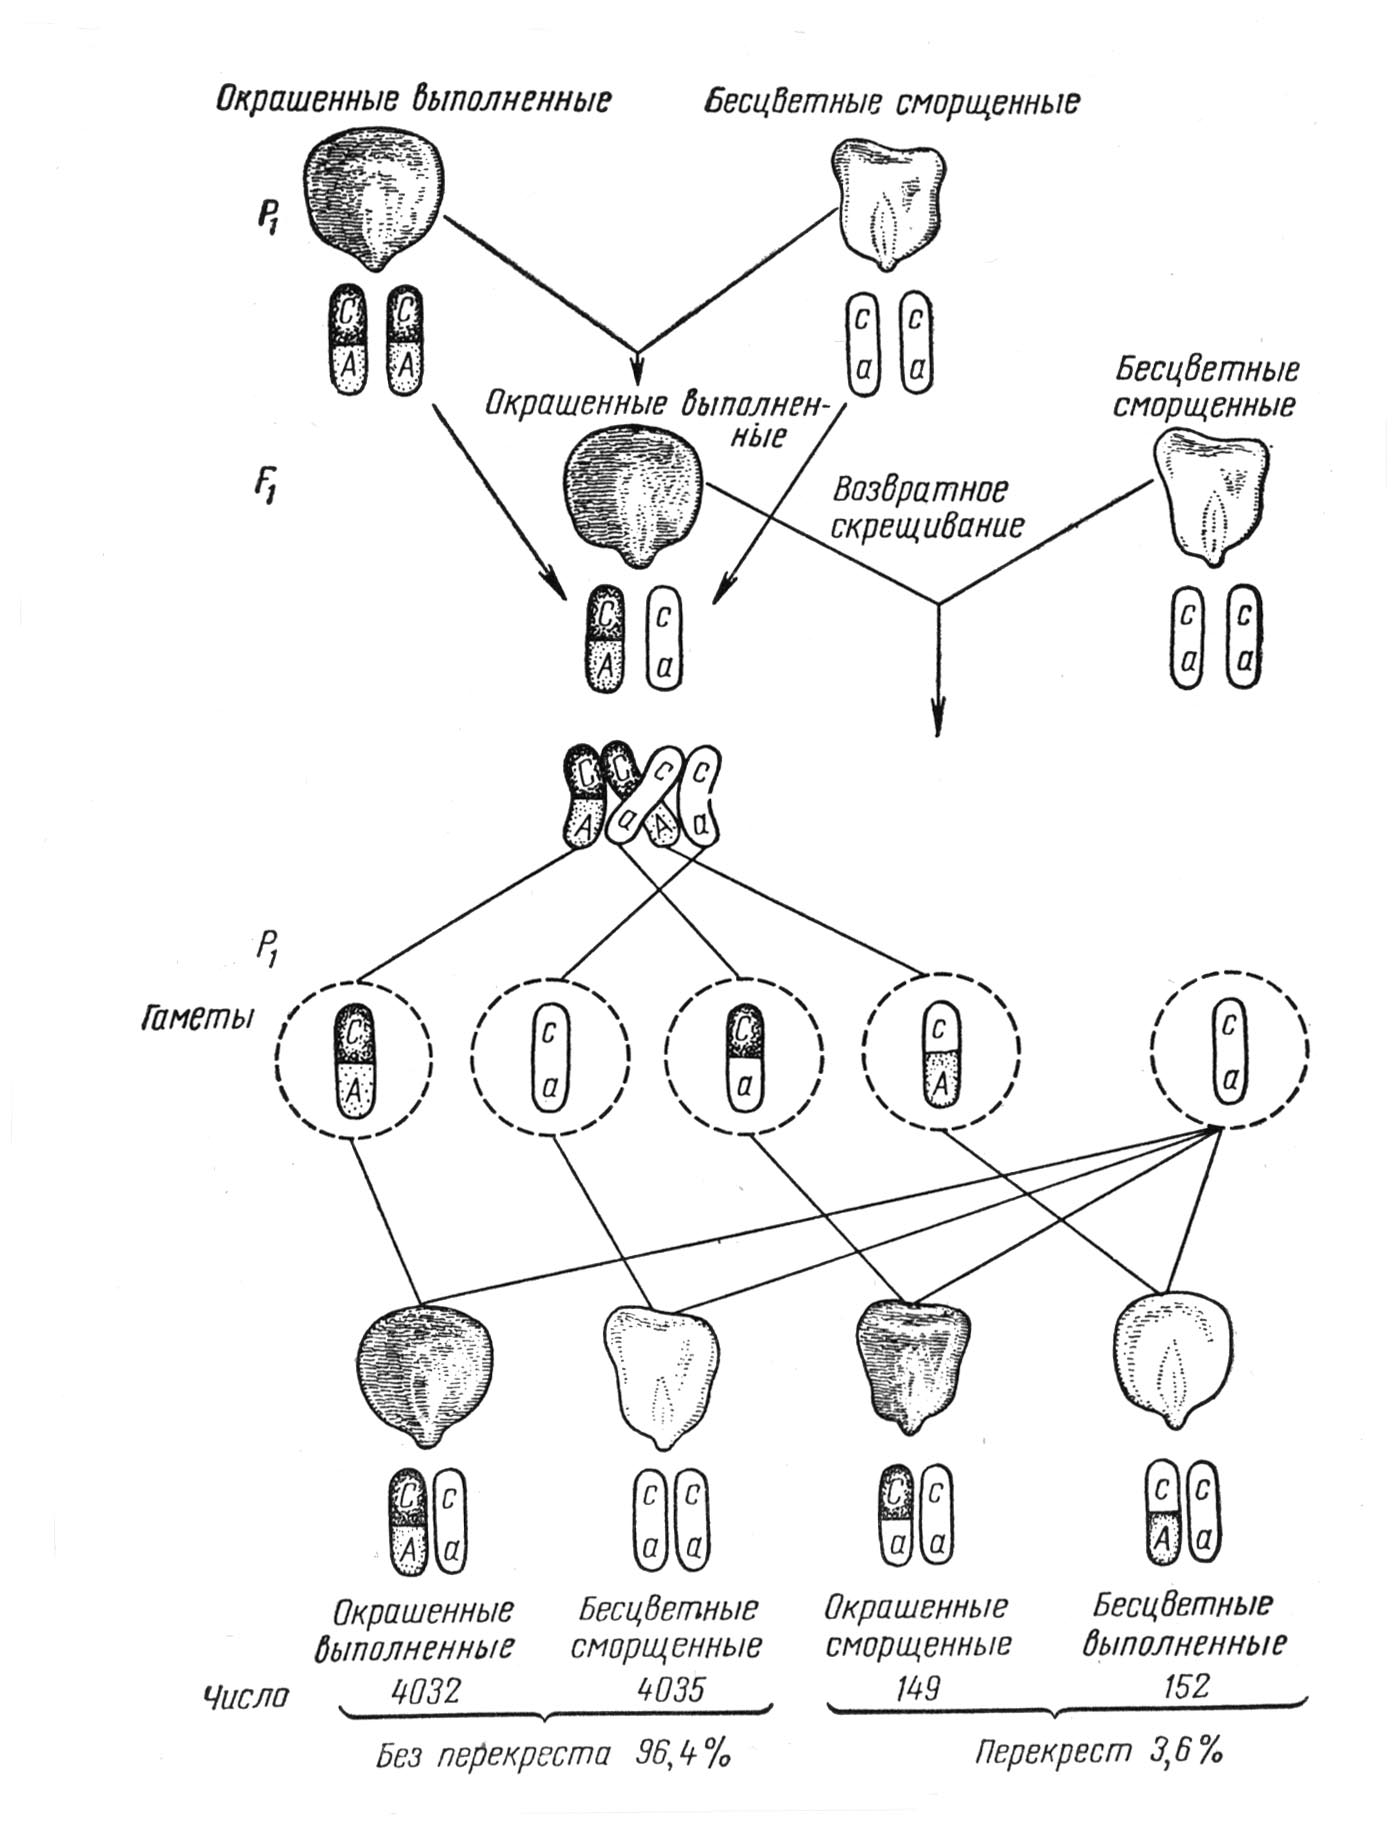 Окрашенные выполненные
Бесцветные сморщенные
P₁
C C
A A
c c
a a
Бесцветные
сморщенные
Окрашенные выполнен-
ные
F₁
Возвратное
скрещивание
C c
A a
c c
a a
C C c c
A a A a
P₁
Гаметы
C c C c c
A a a A a
C c c c C c c c
A a a a a a A a
Окрашенные
выполненные
Бесцветные
сморщенные
Окрашенные
сморщенные
Бесцветные
выполненные
Число 4032 4035 149 152
Без перекреста 96,4%
Перекрест 3,6%